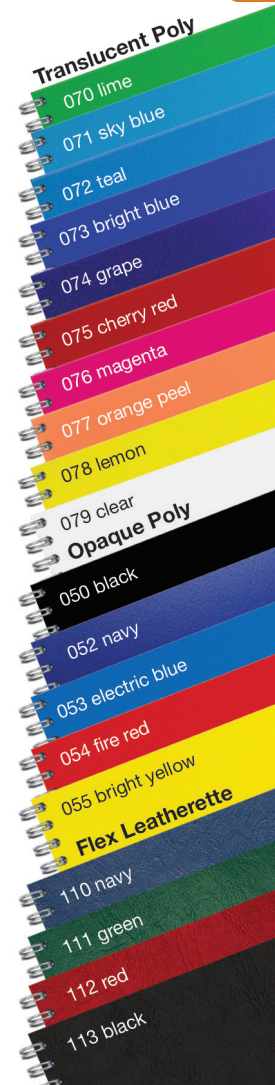 Translucent Poly
070 lime
071 sky blue
072 teal
073 bright blue
074 grape
075 cherry red
076 magenta
077 orange peel
078 lemon
079 clear
Opaque Poly
050 black
052 navy
053 electric blue
054 fire red
055 bright yellow
Flex Leatherette
110 navy
111 green
112 red
113 black